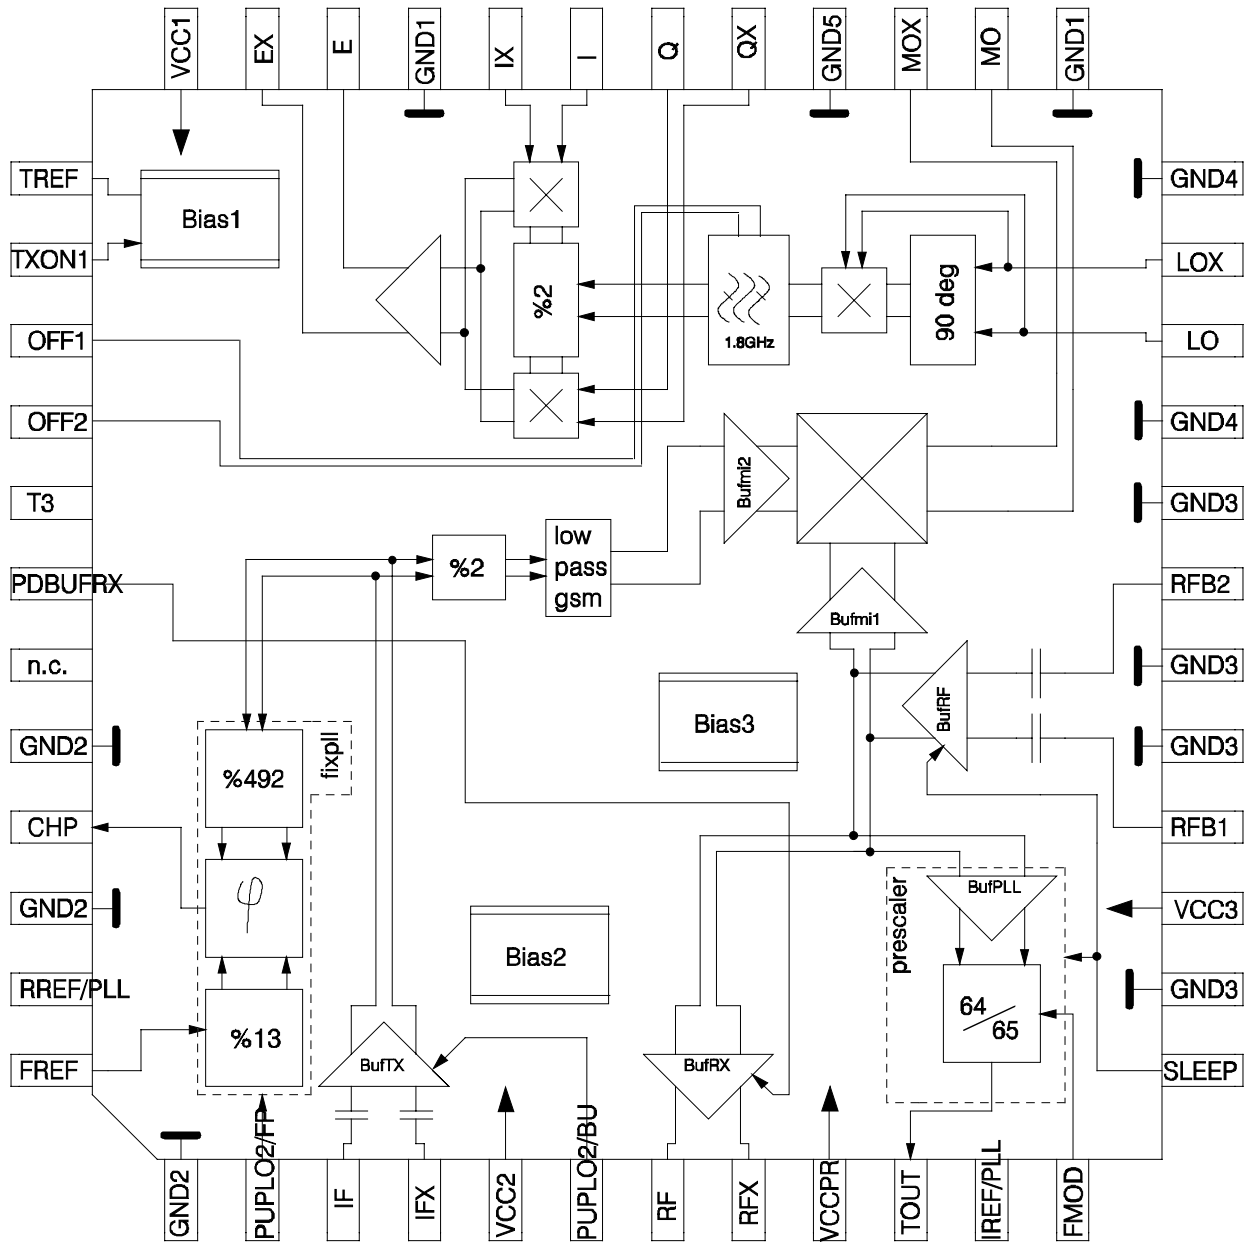 VCC1
EX
E
GND1
IX
I
Q
QX
GND5
MOX
MO
GND1
TREF
TXON1
OFF1
OFF2
T3
PDBUFRX
n.c.
GND2
CHP
GND2
RREF/PLL
FREF
Bias1
%2
1.8GHz
90 deg
GND4
LOX
LO
GND4
GND3
RFB2
GND3
GND3
RFB1
VCC3
GND3
SLEEP
Bufmi2
%2
low
pass
gsm
Bufmi1
BufRF
Bias3
fixpll
%492
φ
%13
Bias2
BufTX
BufRX
prescaler
BufPLL
64/65
GND2
PUPLO2/FP
IF
IFX
VCC2
PUPLO2/BU
RF
RFX
VCCPR
TOUT
IREF/PLL
FMOD